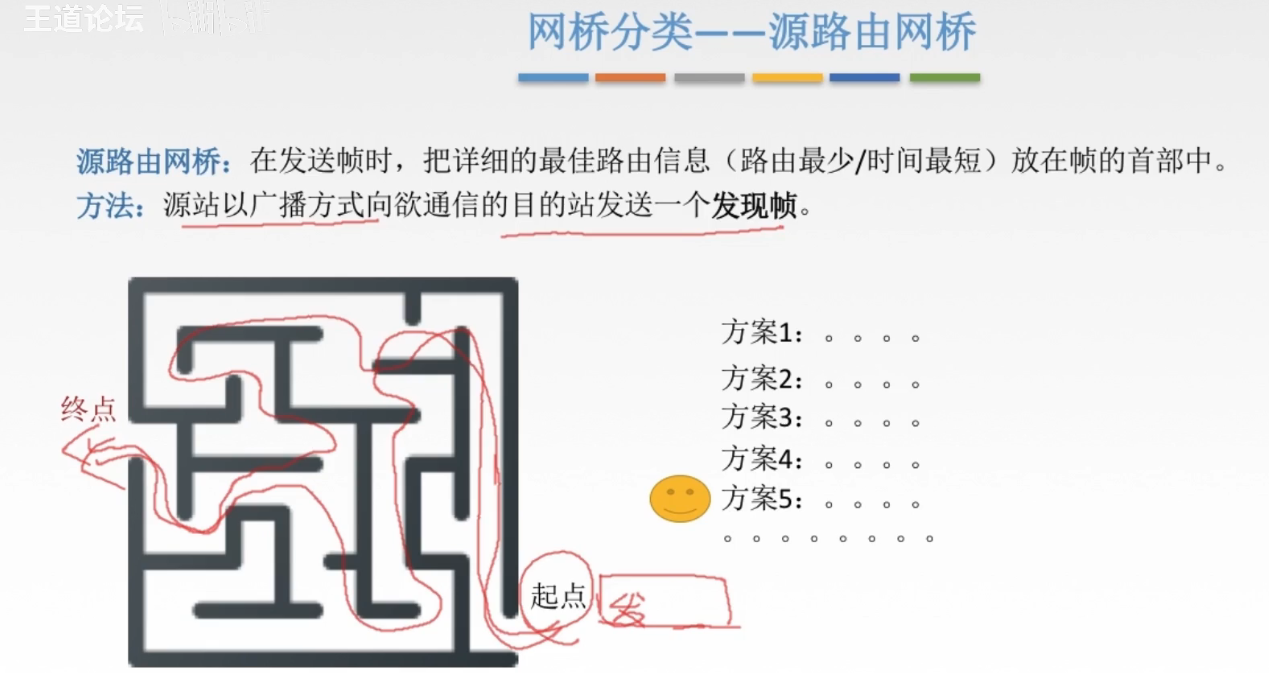 王道论坛
网桥分类——源路由网桥
源路由网桥：在发送帧时，把详细的最佳路由信息（路由最少/时间最短）放在帧的首部中。
方法：源站以广播方式向欲通信的目的站发送一个发现帧。
方案1：。。。。
方案2：。。。。
终点
方案3：。。。。
方案4：。。。。
方案5：。。。。
。。。。。。。。
起点
发